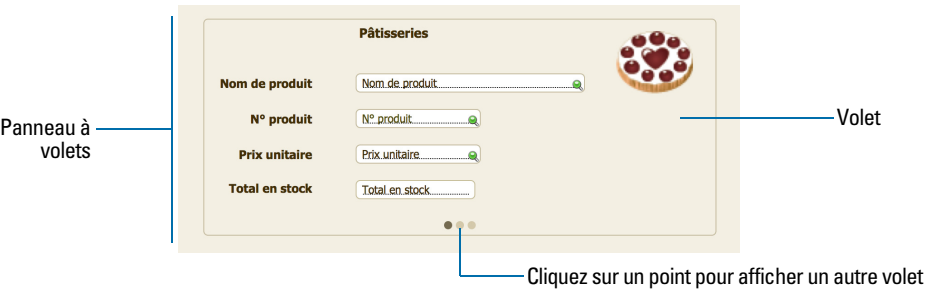 Pâtisseries
Nom de produit
Nom de produit
N° produit
N° produit
Prix unitaire
Prix unitaire
Total en stock
Total en stock
Panneau à
volets
Volet
Cliquez sur un point pour afficher un autre volet